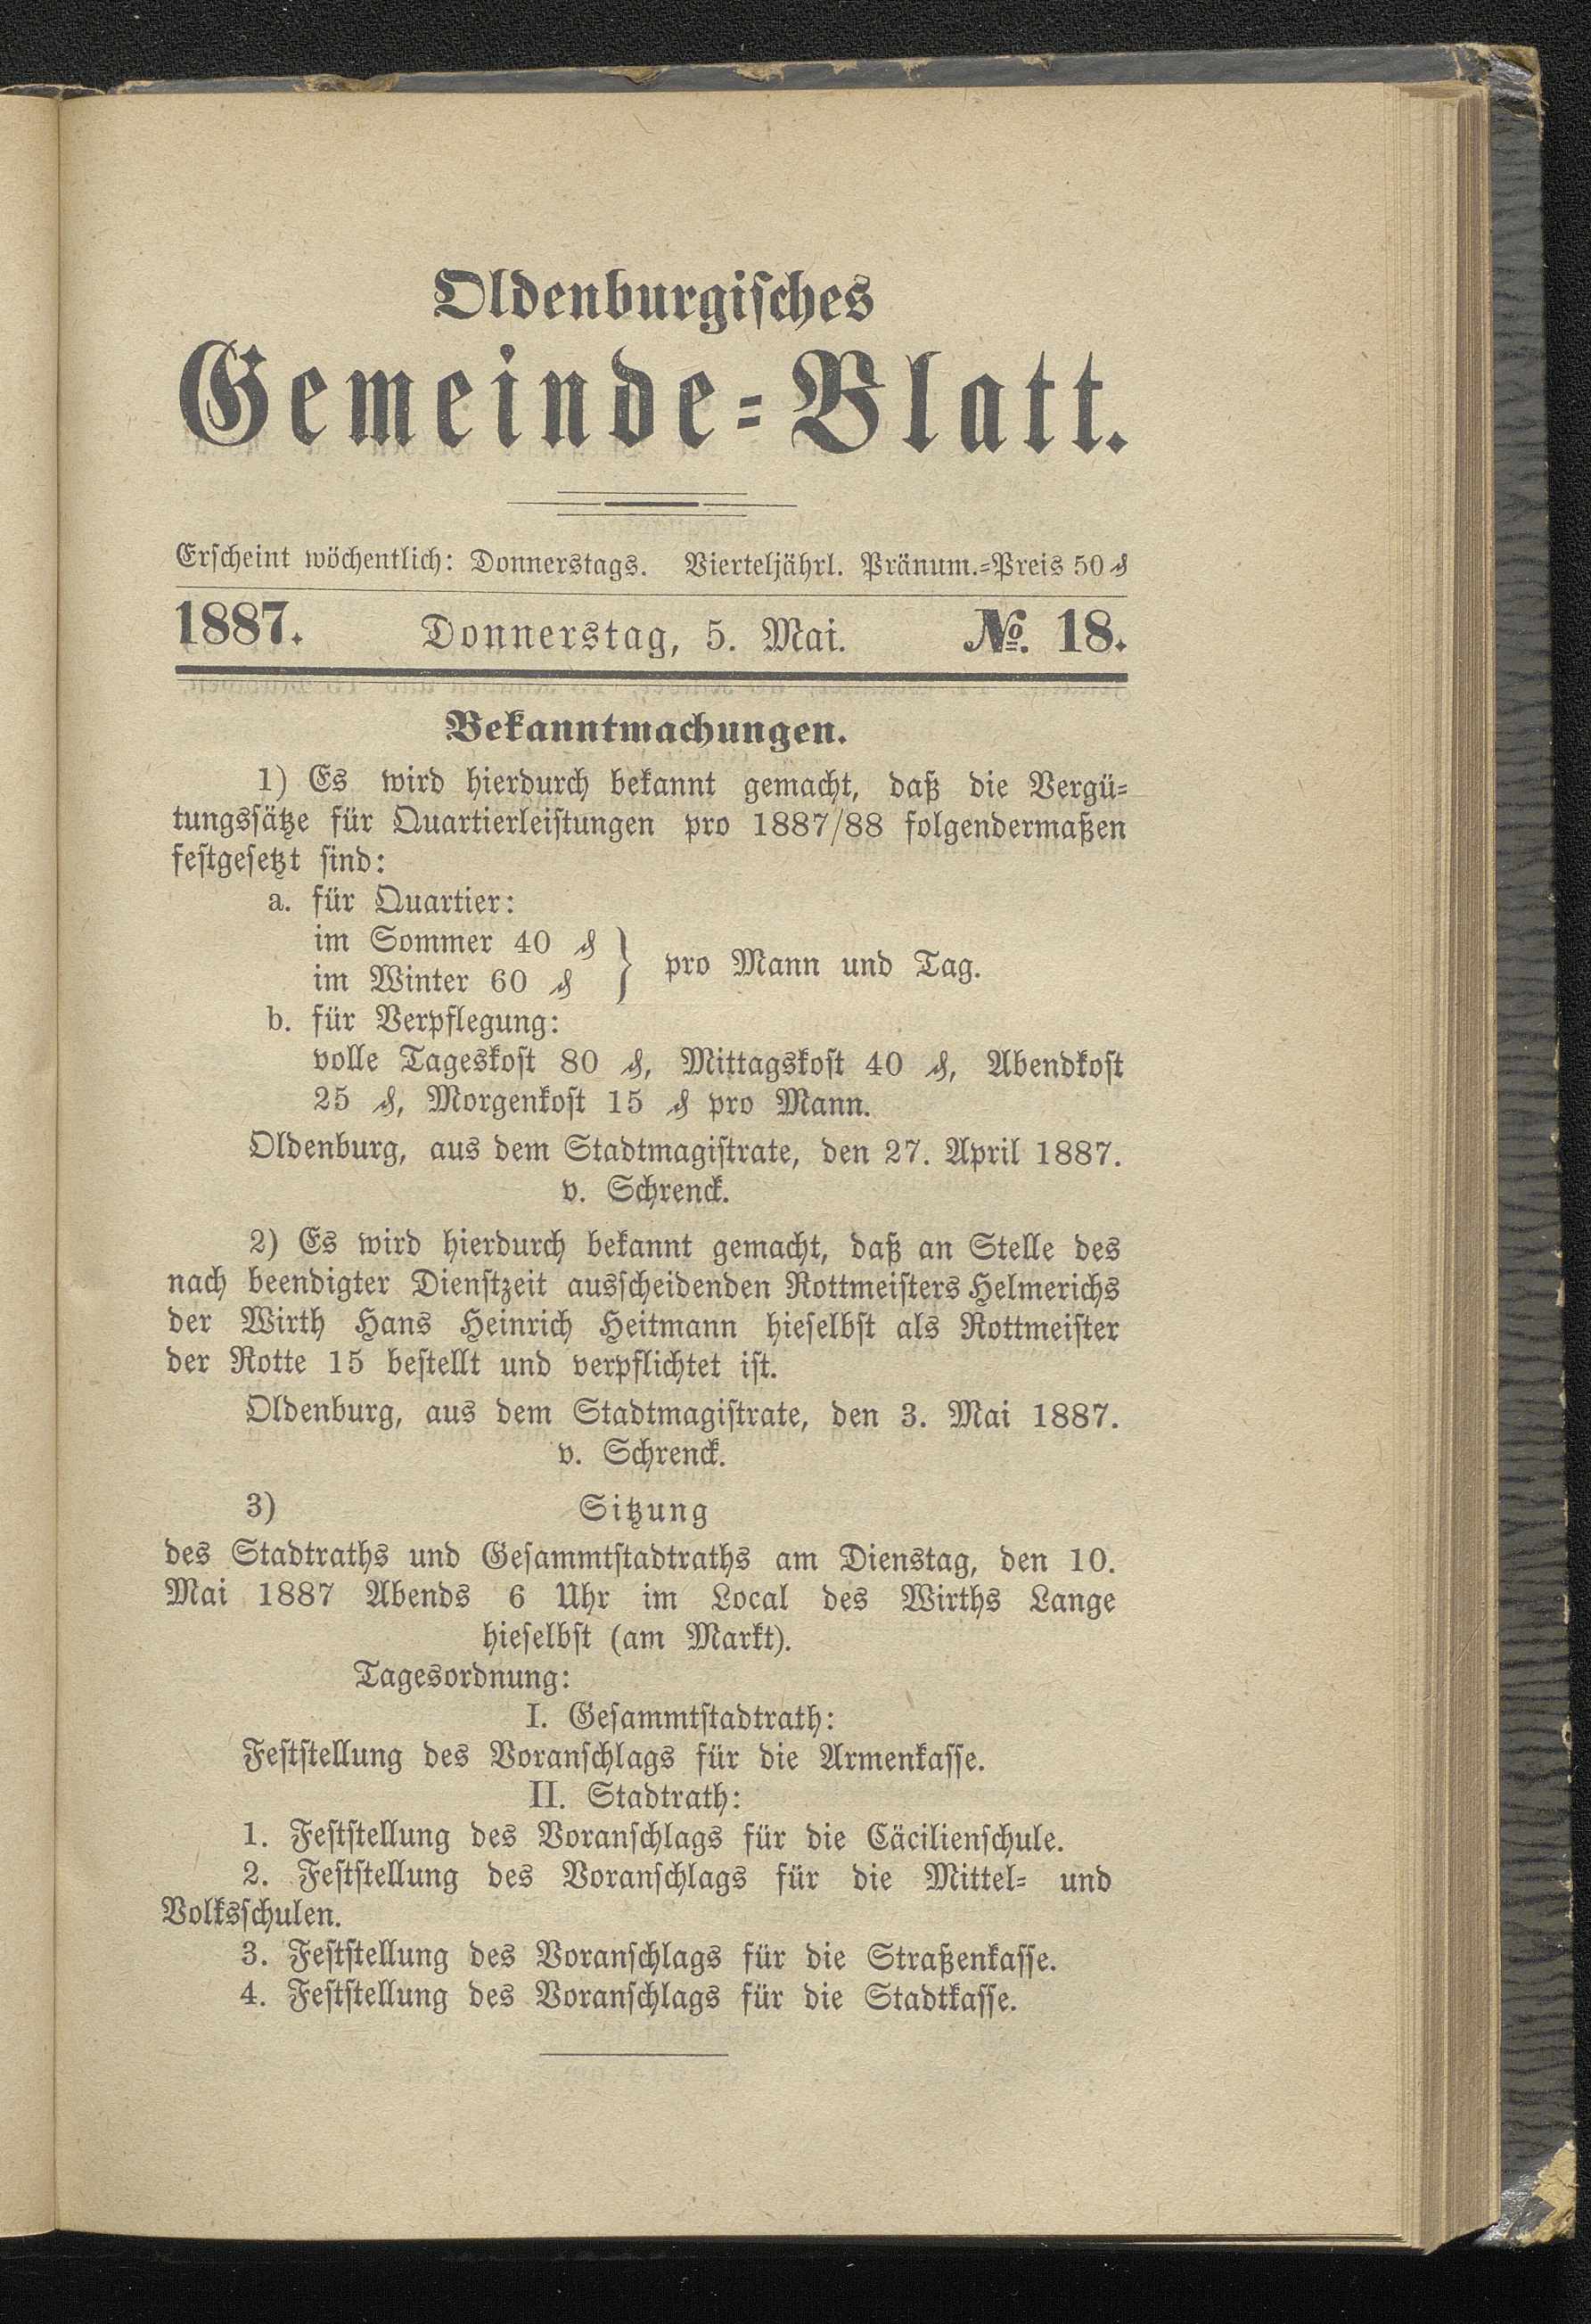 Oldenburgisches
Gemeinde-Blatt.
Erscheint wöchentlich: Donnerstags. Vierteljährl. Pränum.-Preis 50 ₰
1887. Donnerstag, 5. Mai. №. 18.
Bekanntmachungen.
1) Es wird hierdurch bekannt gemacht, daß die Vergü-
tungssätze für Quartierleistungen pro 1887/88 folgendermaßen
festgesetzt sind:
a. für Quartier:
im Sommer 40 ₰
im Winter 60 ₰ } pro Mann und Tag.
b. für Verpflegung:
volle Tageskost 80 ₰, Mittagskost 40 ₰, Abendkost
25 ₰, Morgenkost 15 ₰ pro Mann.
Oldenburg, aus dem Stadtmagistrate, den 27. April 1887.
v. Schrenck.
2) Es wird hierdurch bekannt gemacht, daß an Stelle des
nach beendigter Dienstzeit ausscheidenden Rottmeisters Helmerichs
der Wirth Hans Heinrich Heitmann hieselbst als Rottmeister
der Rotte 15 bestellt und verpflichtet ist.
Oldenburg, aus dem Stadtmagistrate, den 3. Mai 1887.
v. Schrenck.
3) Sitzung
des Stadtraths und Gesammtstadtraths am Dienstag, den 10.
Mai 1887 Abends 6 Uhr im Local des Wirths Lange
hieselbst (am Markt).
Tagesordnung:
I. Gesammtstadtrath:
Feststellung des Voranschlags für die Armenkasse.
II. Stadtrath:
1. Feststellung des Voranschlags für die Cäcilienschule.
2. Feststellung des Voranschlags für die Mittel- und
Volksschulen.
3. Feststellung des Voranschlags für die Straßenkasse.
4. Feststellung des Voranschlags für die Stadtkasse.